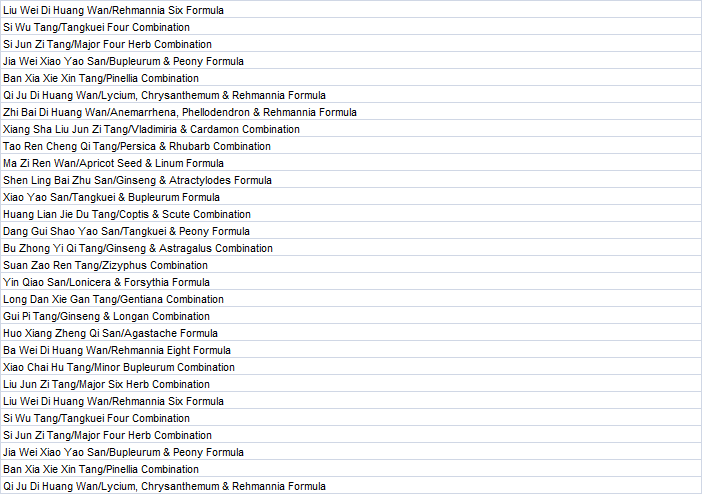 Liu Wei Di Huang Wan/Rehmannia Six Formula
Si Wu Tang/Tangkuei Four Combination
Si Jun Zi Tang/Major Four Herb Combination
Jia Wei Xiao Yao San/Bupleurum & Peony Formula
Ban Xia Xie Xin Tang/Pinellia Combination
Qi Ju Di Huang Wan/Lycium, Chrysanthemum & Rehmannia Formula
Zhi Bai Di Huang Wan/Anemarrhena, Phellodendron & Rehmannia Formula
Xiang Sha Liu Jun Zi Tang/Vladimiria & Cardamon Combination
Tao Ren Cheng Qi Tang/Persica & Rhubarb Combination
Ma Zi Ren Wan/Apricot Seed & Linum Formula
Shen Ling Bai Zhu San/Ginseng & Atractylodes Formula
Xiao Yao San/Tangkuei & Bupleurum Formula
Huang Lian Jie Du Tang/Coptis & Scute Combination
Dang Gui Shao Yao San/Tangkuei & Peony Formula
Bu Zhong Yi Qi Tang/Ginseng & Astragalus Combination
Suan Zao Ren Tang/Zizyphus Combination
Yin Qiao San/Lonicera & Forsythia Formula
Long Dan Xie Gan Tang/Gentiana Combination
Gui Pi Tang/Ginseng & Longan Combination
Huo Xiang Zheng Qi San/Agastache Formula
Ba Wei Di Huang Wan/Rehmannia Eight Formula
Xiao Chai Hu Tang/Minor Bupleurum Combination
Liu Jun Zi Tang/Major Six Herb Combination
Liu Wei Di Huang Wan/Rehmannia Six Formula
Si Wu Tang/Tangkuei Four Combination
Si Jun Zi Tang/Major Four Herb Combination
Jia Wei Xiao Yao San/Bupleurum & Peony Formula
Ban Xia Xie Xin Tang/Pinellia Combination
Qi Ju Di Huang Wan/Lycium, Chrysanthemum & Rehmannia Formula